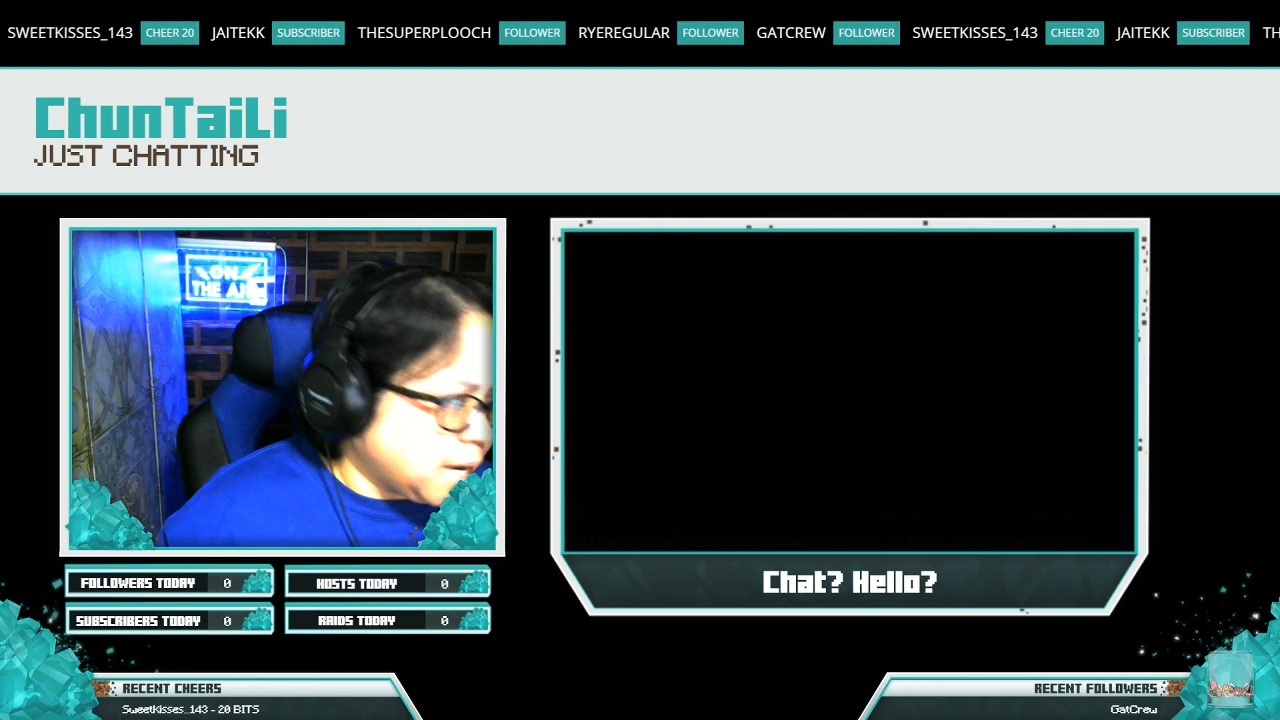 SWEETKISSES_143 CHEER 20 JAITEKK SUBSCRIBER THESUPERPLOOCH FOLLOWER RYEREGULAR FOLLOWER GATCREW FOLLOWER SWEETKISSES_143 CHEER 20 JAITEKK SUBSCRIBER TH
ChunTaiLi
JUST CHATTING
ON
THE AIR
Chat? Hello?
FOLLOWERS TODAY 0
HOSTS TODAY 0
SUBSCRIBERS TODAY 0
RAIDS TODAY 0
RECENT CHEERS
SweetKisses_143 - 20 BITS
RECENT FOLLOWERS
GatCrew